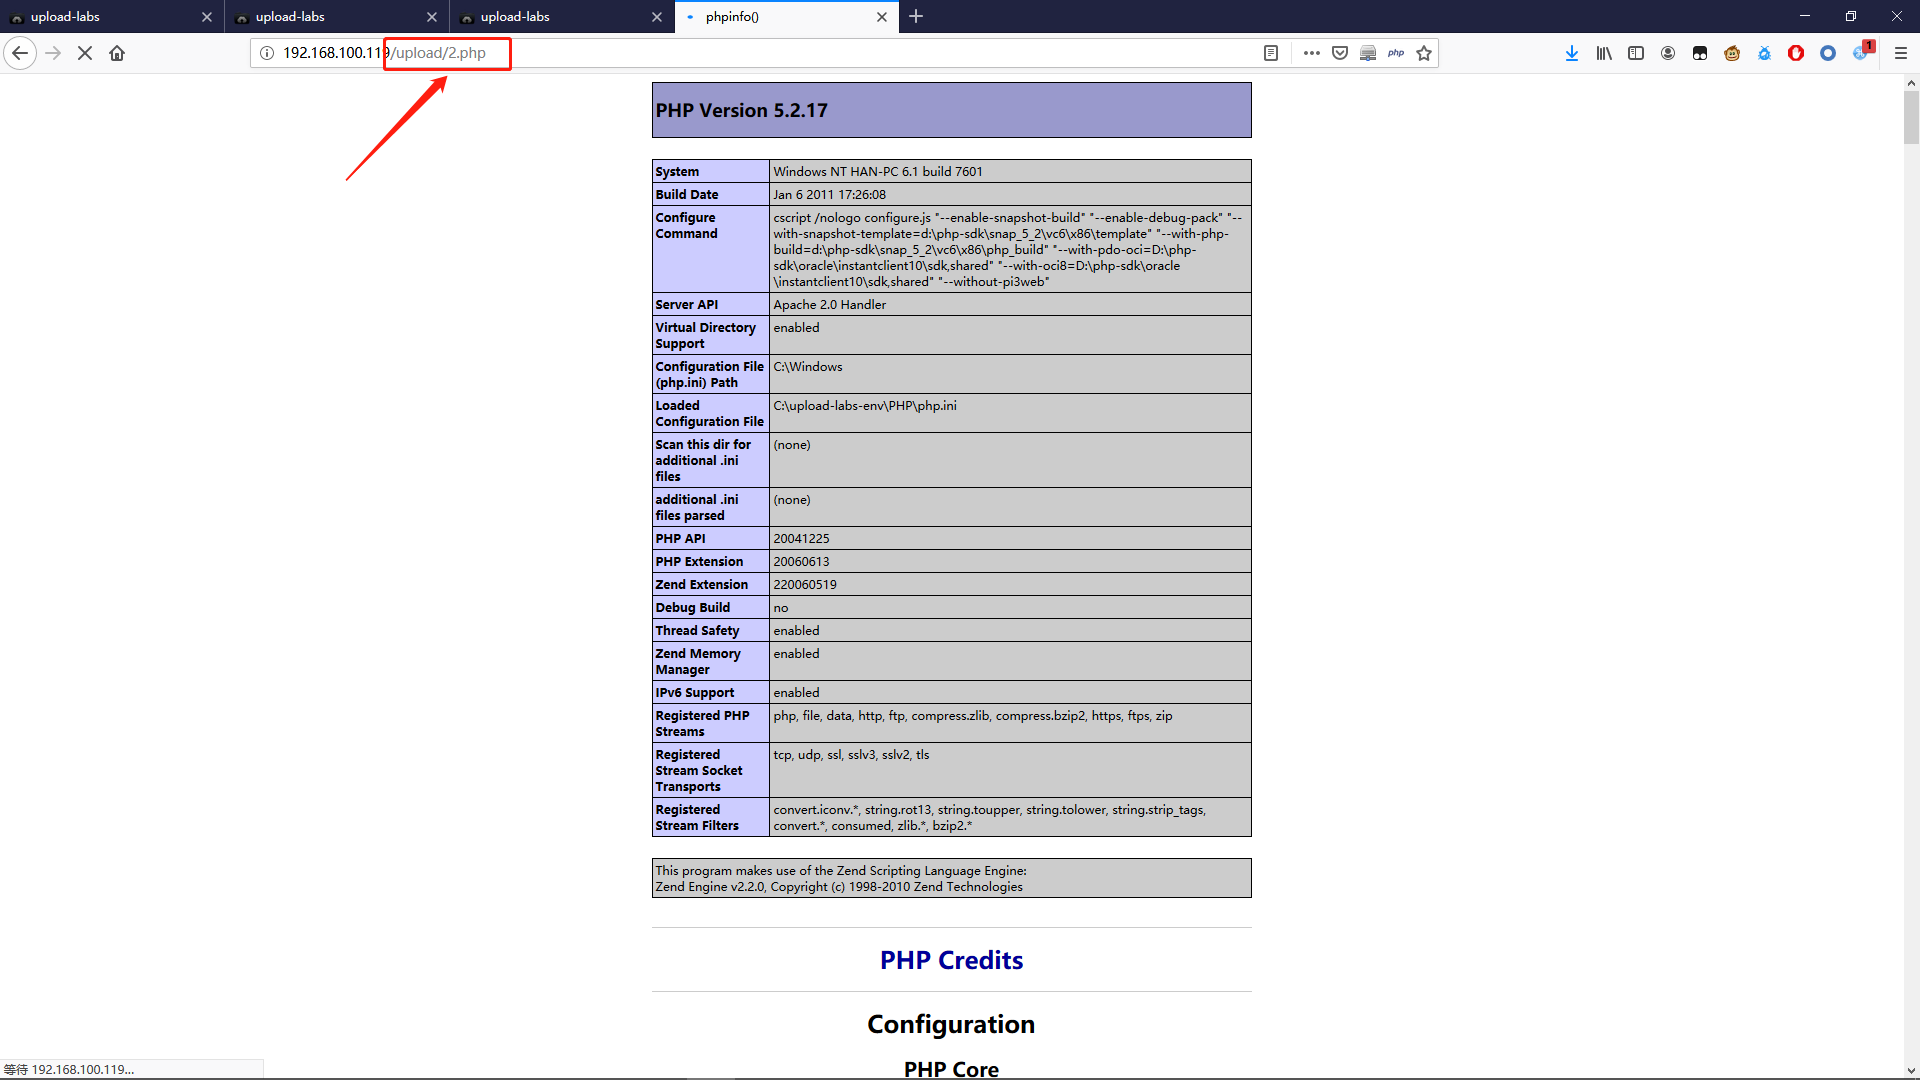 upload-labs
upload-labs
upload-labs
phpinfo()
192.168.100.119/upload/2.php
php
1
PHP Version 5.2.17
System
Windows NT HAN-PC 6.1 build 7601
Build Date
Jan 6 2011 17:26:08
Configure
Command
cscript /nologo configure.js "--enable-snapshot-build" "--enable-debug-pack" "--
with-snapshot-template=d:\php-sdk\snap_5_2\vc6\x86\template" "--with-php-
build=d:\php-sdk\snap_5_2\vc6\x86\php_build" "--with-pdo-oci=D:\php-
sdk\oracle\instantclient10\sdk,shared" "--with-oci8=D:\php-sdk\oracle
\instantclient10\sdk,shared" "--without-pi3web"
Server API
Apache 2.0 Handler
Virtual Directory
Support
enabled
Configuration File
(php.ini) Path
C:\Windows
Loaded
Configuration File
C:\upload-labs-env\PHP\php.ini
Scan this dir for
additional .ini
files
(none)
additional .ini
files parsed
(none)
PHP API
20041225
PHP Extension
20060613
Zend Extension
220060519
Debug Build
no
Thread Safety
enabled
Zend Memory
Manager
enabled
IPv6 Support
enabled
Registered PHP
Streams
php, file, data, http, ftp, compress.zlib, compress.bzip2, https, ftps, zip
Registered
Stream Socket
Transports
tcp, udp, ssl, sslv3, sslv2, tls
Registered
Stream Filters
convert.iconv.*, string.rot13, string.toupper, string.tolower, string.strip_tags,
convert.*, consumed, zlib.*, bzip2.*
This program makes use of the Zend Scripting Language Engine:
Zend Engine v2.2.0, Copyright (c) 1998-2010 Zend Technologies
PHP Credits
Configuration
PHP Core
等待 192.168.100.119...